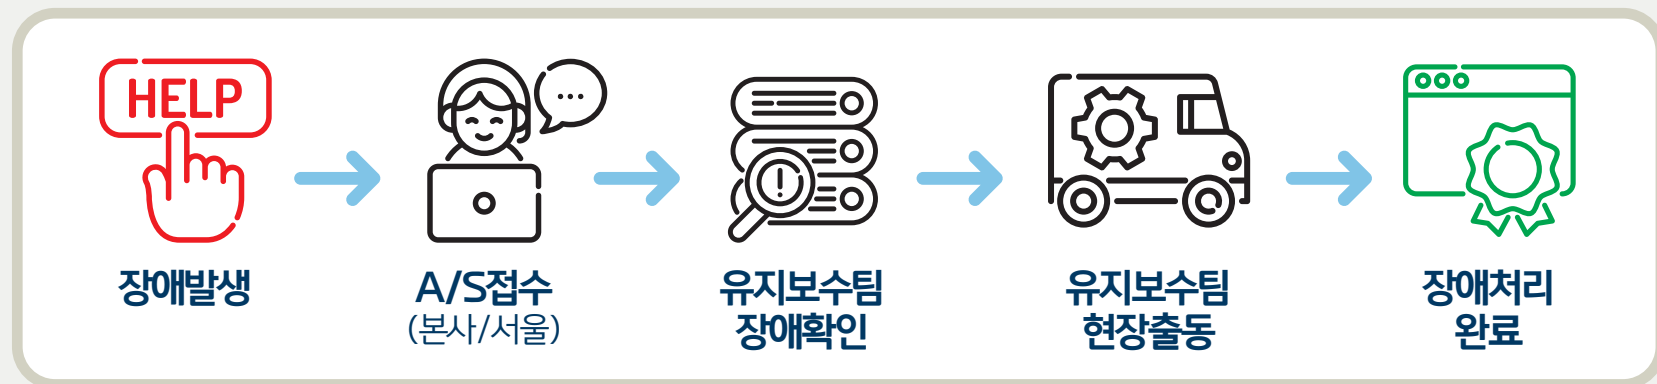 HELP
장애발생
A/S접수
(본사/서울)
유지보수팀
장애확인
유지보수팀
현장출동
장애처리
완료